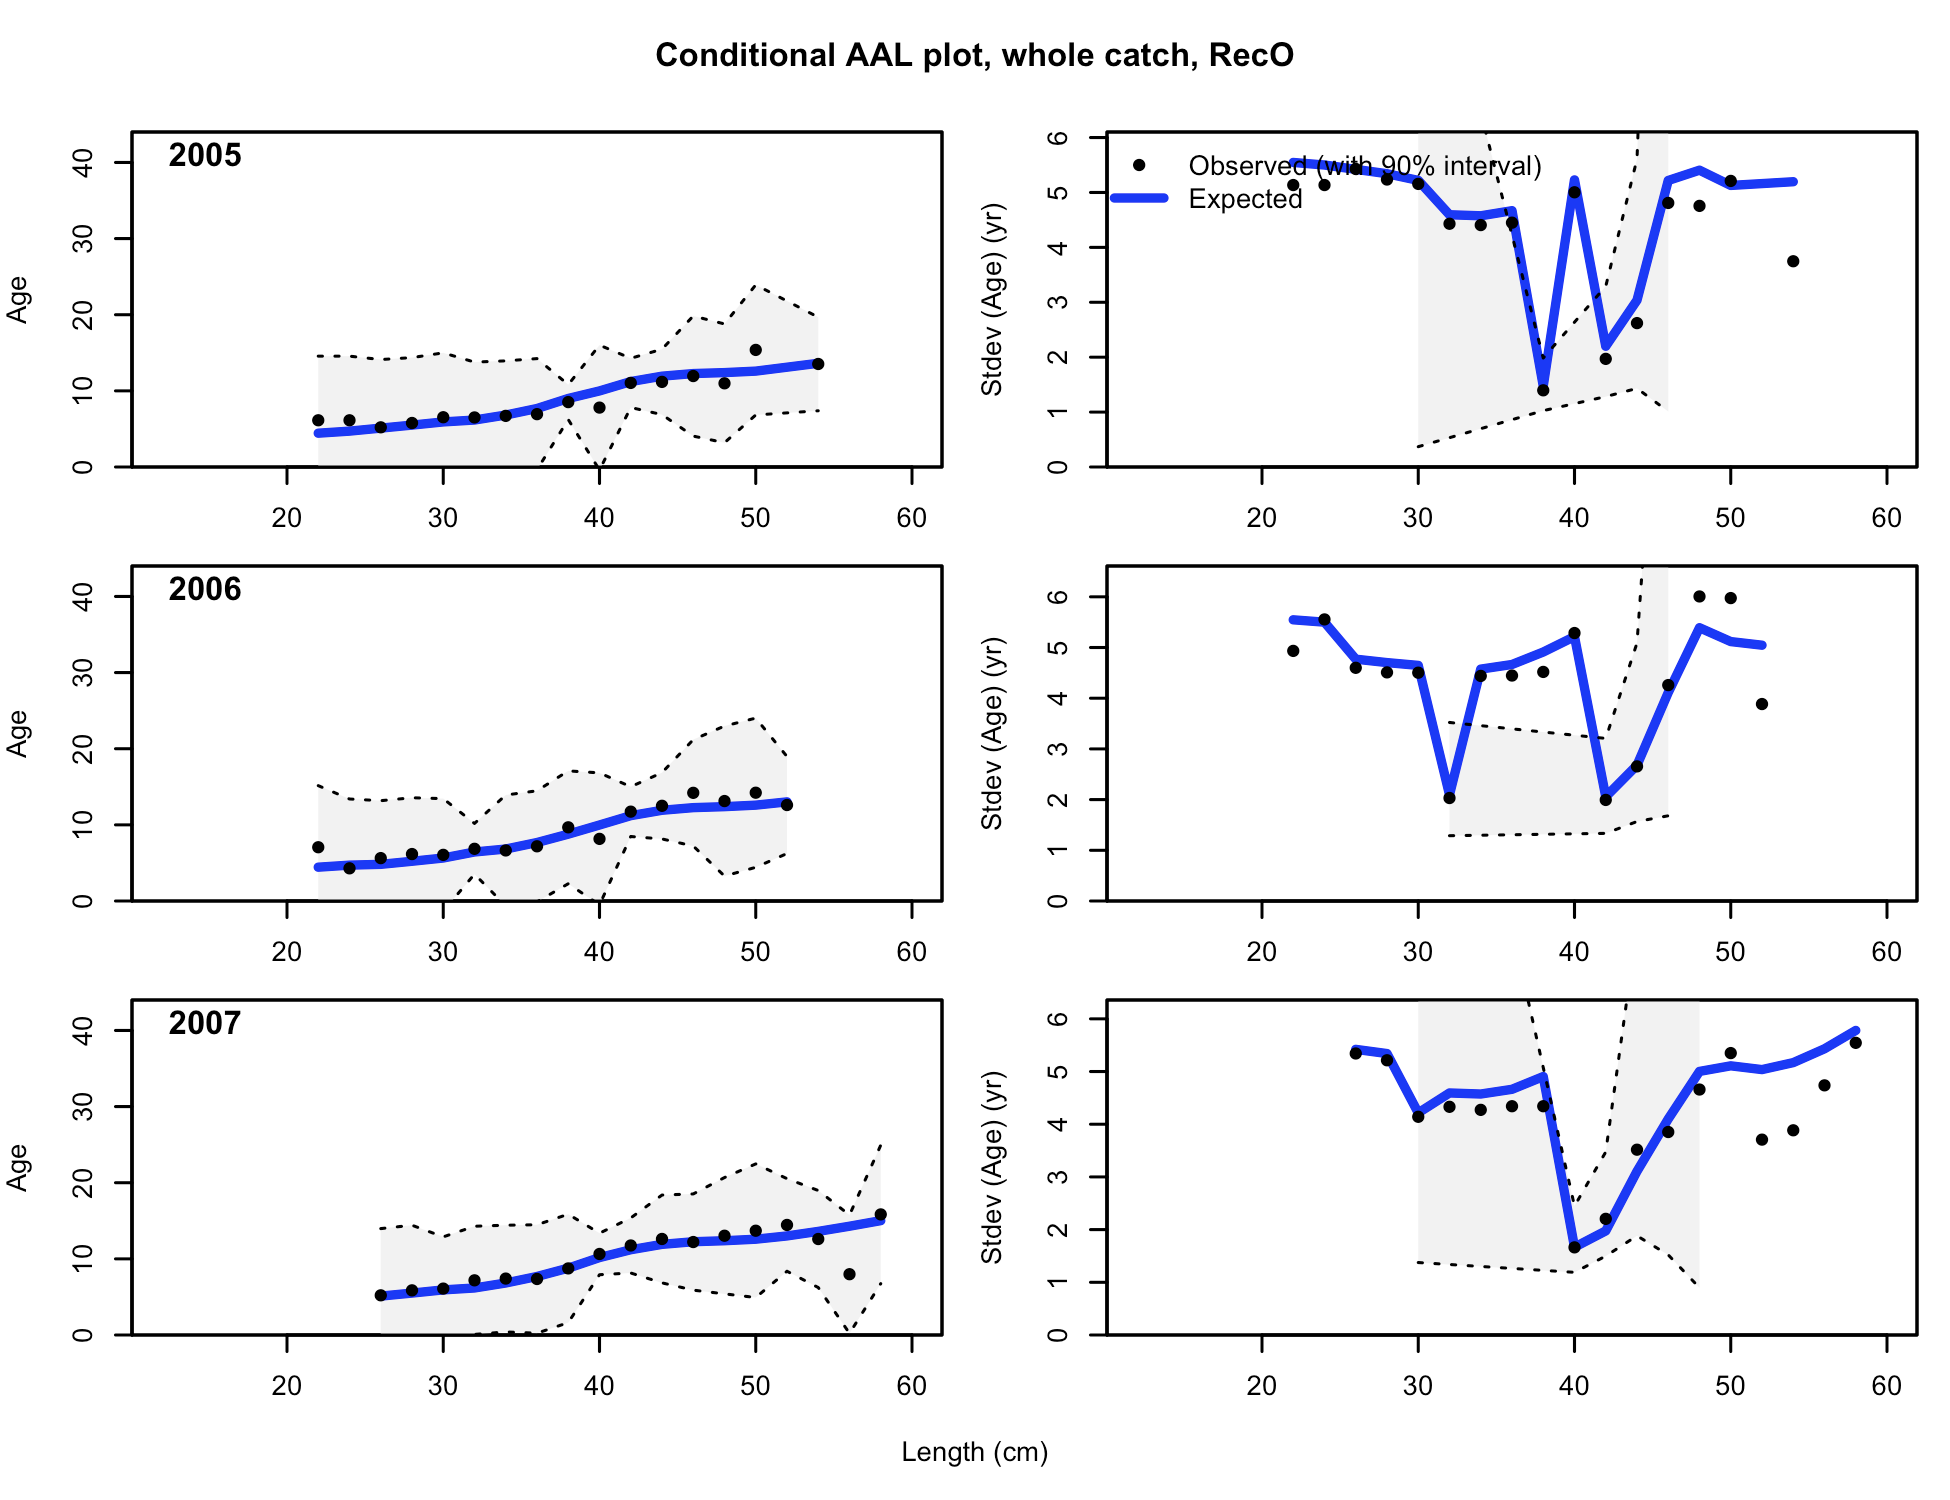 Conditional AAL plot, whole catch, RecO
2005
Age
0 10 20 30 40
20 30 40 50 60
Observed (with 90% interval)
Expected
Stdev (Age) (yr)
0 1 2 3 4 5 6
20 30 40 50 60
2006
Age
0 10 20 30 40
20 30 40 50 60
Stdev (Age) (yr)
0 1 2 3 4 5 6
20 30 40 50 60
2007
Age
0 10 20 30 40
20 30 40 50 60
Stdev (Age) (yr)
0 1 2 3 4 5 6
20 30 40 50 60
Length (cm)